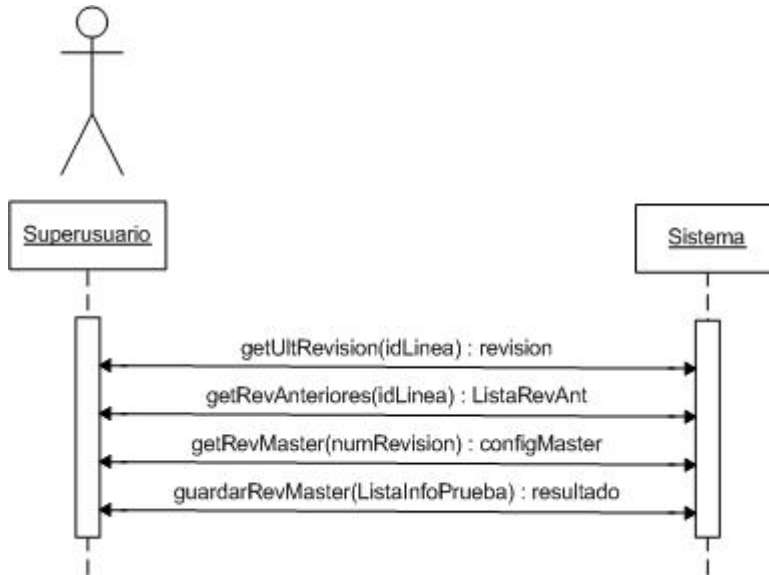 Superusuario
Sistema
getUltRevision(idLinea) : revision
getRevAnteriores(idLinea) : ListaRevAnt
getRevMaster(numRevision) : configMaster
guardarRevMaster(ListaInfoPrueba) : resultado